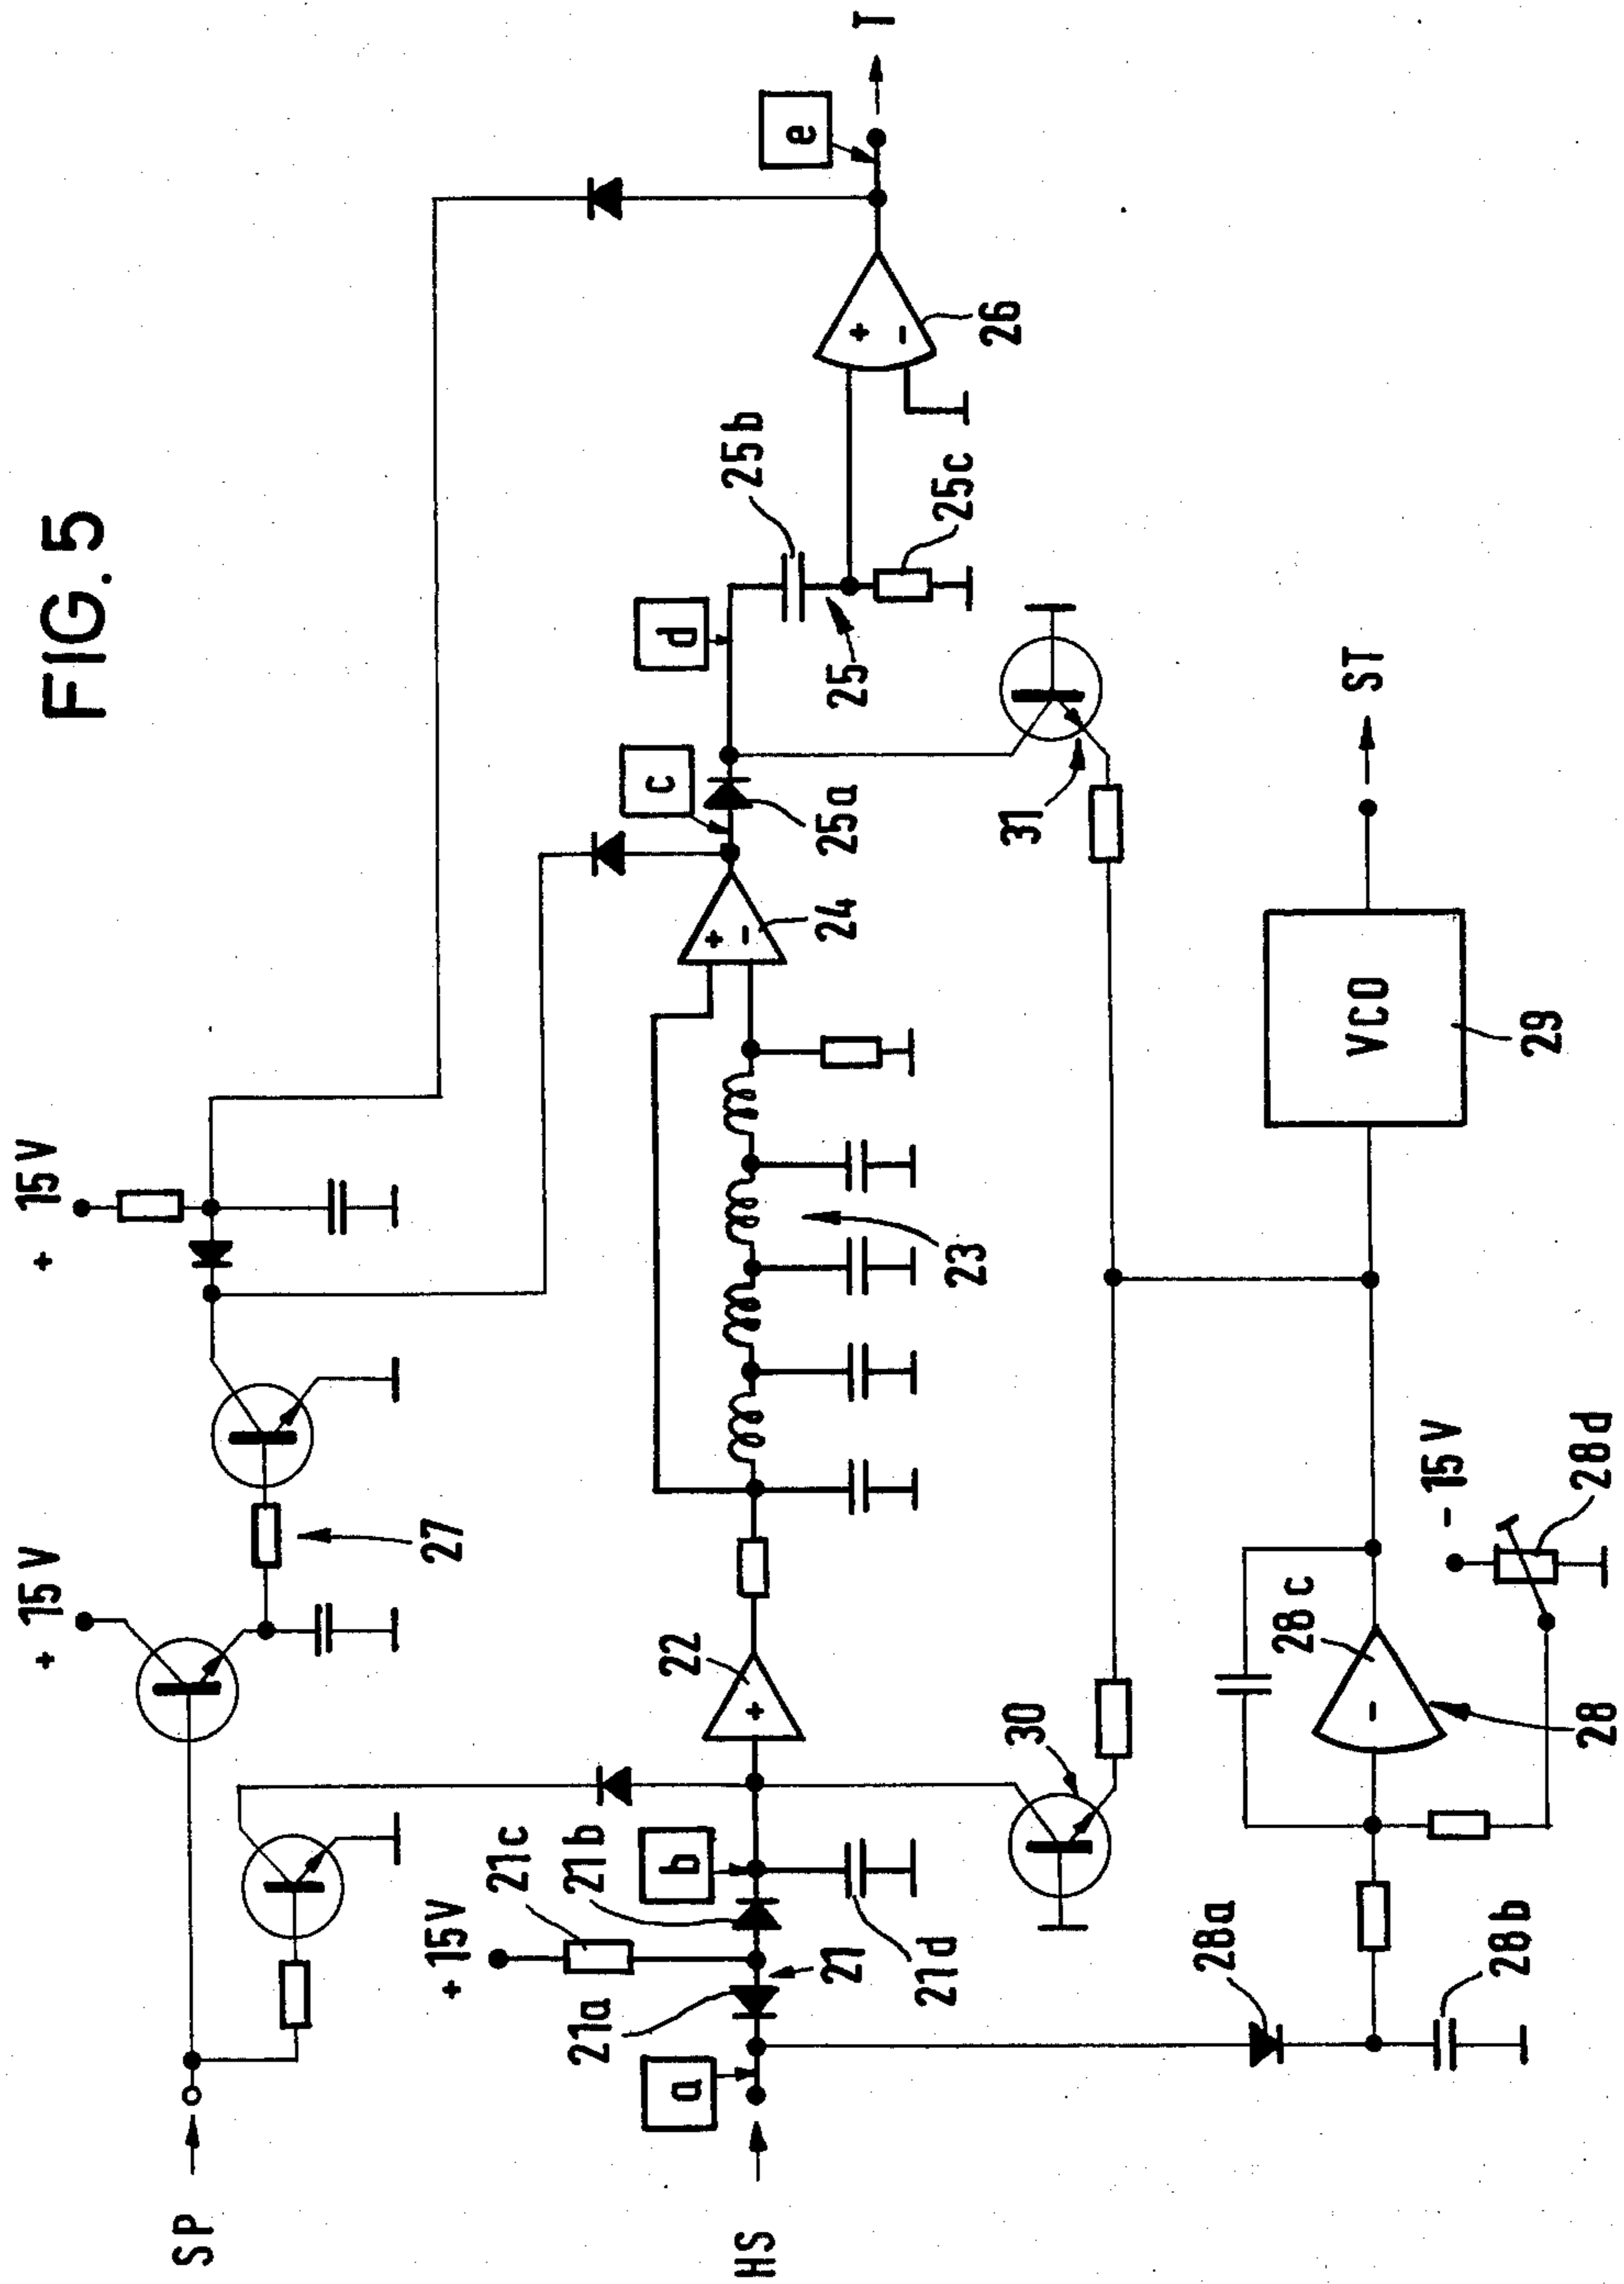 FIG. 5
SP
+ 15V
+ 15V
27
HS
a
21a
21
+ 15V
21c
21b
b
21d
22
+
23
+
-
24
c
25a
d
25
25b
25c
+
-
26
e
T
30
31
28a
28b
-
28
28c
- 15V
28d
VCO
29
ST